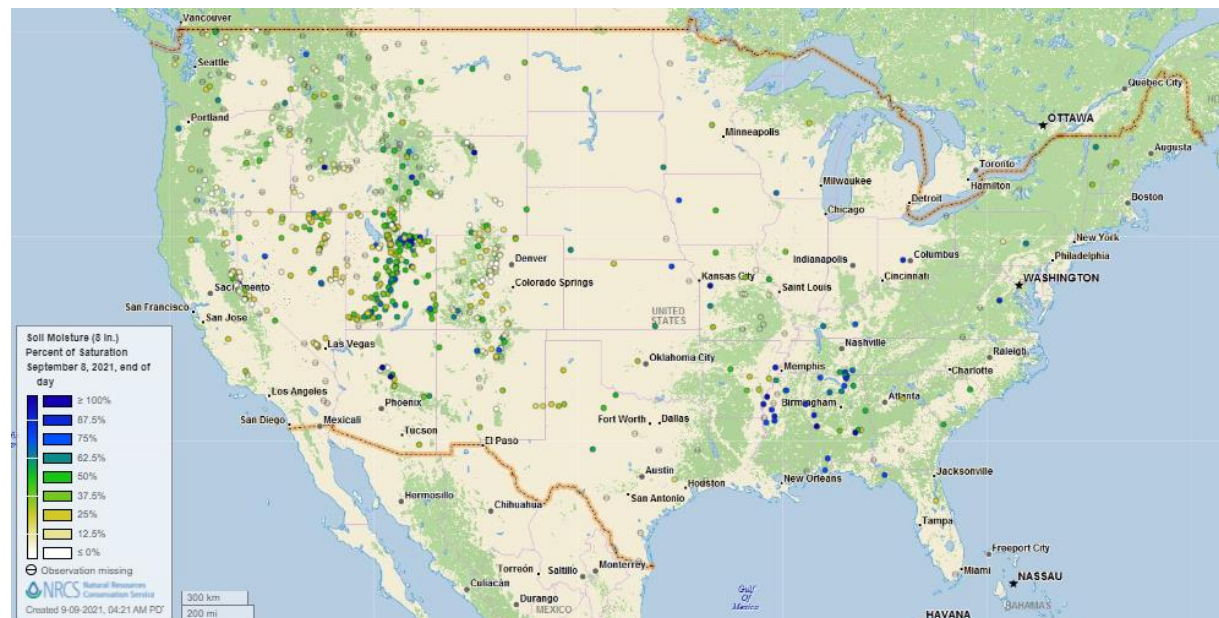 Vancouver
Seattle
Quebec City
OTTAWA
Portland
Minneapolis
Augusta
Toronto
Hamilton
Milwaukee
Detroit
Boston
Chicago
New York
Columbus
Philadelphia
Denver
Indianapolis
Sacramento
Colorado Springs
Kansas City
Cincinnati
WASHINGTON
Saint Louis
San Francisco
San Jose
UNITED
STATES
Las Vegas
Nashville
Raleigh
Oklahoma City
Memphis
Charlotte
Los Angeles
Phoenix
Birmingham
Atlanta
San Diego
Mexicali
Fort Worth
Dallas
Tucson
El Paso
Austin
Jacksonville
New Orleans
Hermosillo
Houston
San Antonio
Chihuahua
Tampa
Freeport City
Torreón
Saltillo
Monterrey
Miami
NASSAU
Culiacán
Gulf
Of
Mexico
Durango
MEXICO
BAHAMAS
HAVANA
Soil Moisture (8 in.)
Percent of Saturation
September 8, 2021, end of
day
≥ 100%
87.5%
75%
62.5%
50%
37.5%
25%
12.5%
≤ 0%
Observation missing
NRCS Natural Resources
Conservation Service
Created 9-09-2021, 04:21 AM PDT
300 km
200 mi